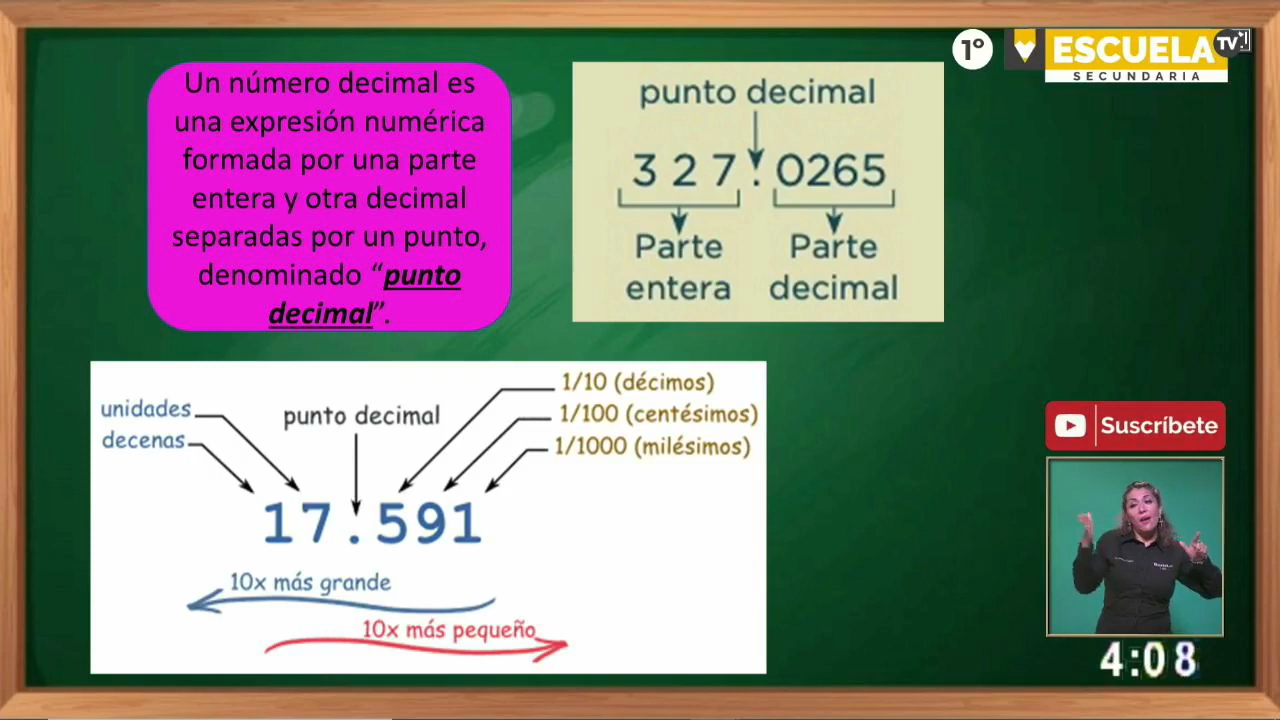 1º
ESCUELA TV
SECUNDARIA
Un número decimal es
una expresión numérica
formada por una parte
entera y otra decimal
separadas por un punto,
denominado “punto
decimal”.
punto decimal
3 2 7 . 0265
Parte entera
Parte decimal
unidades
decenas
punto decimal
1/10 (décimos)
1/100 (centésimos)
1/1000 (milésimos)
17.591
10x más grande
10x más pequeño
Suscríbete
4:08